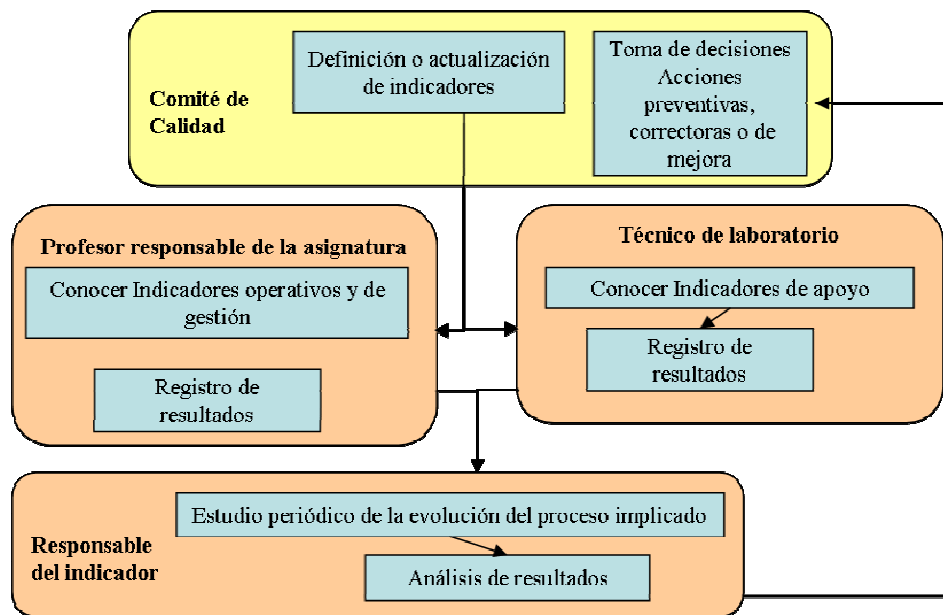 Comité de
Calidad
Definición o actualización
de indicadores
Toma de decisiones
Acciones
preventivas,
correctoras o de
mejora
Profesor responsable de la asignatura
Conocer Indicadores operativos y de
gestión
Registro de
resultados
Técnico de laboratorio
Conocer Indicadores de apoyo
Registro de
resultados
Responsable
del indicador
Estudio periódico de la evolución del proceso implicado
Análisis de resultados